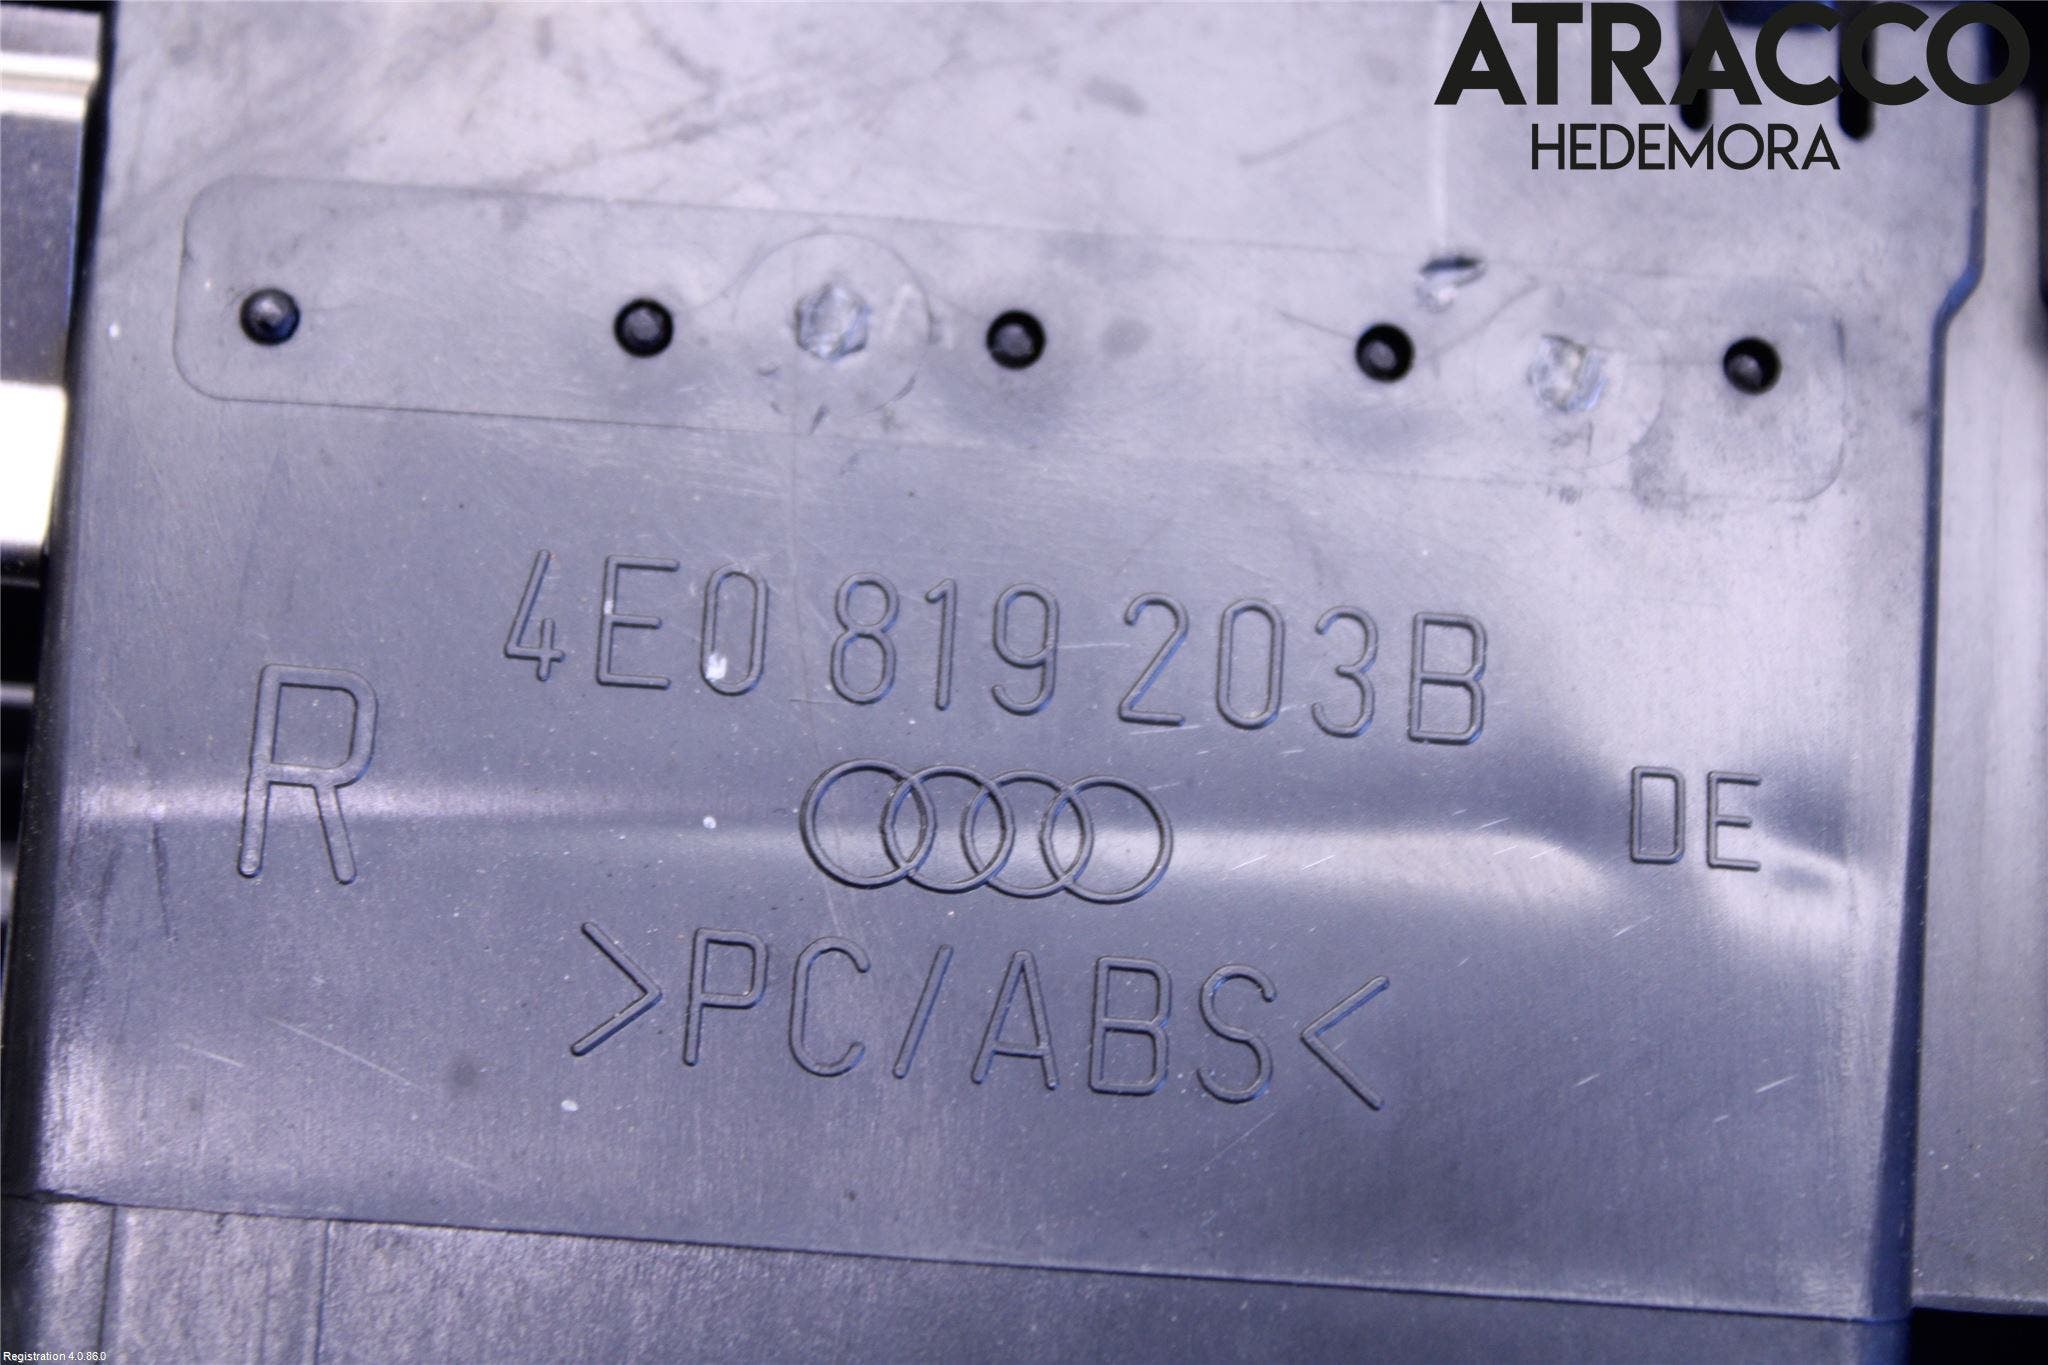 ATRACCO
HEDEMORA
4E0 819 203B
R
DE
>PC/ABS<
Registration 4.0.86.0